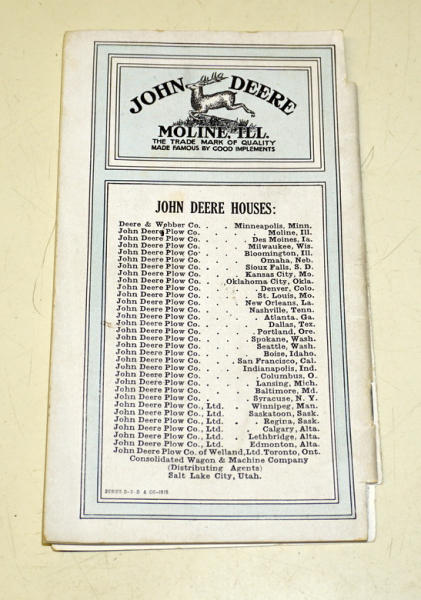 JOHN DEERE
MOLINE, ILL.
THE TRADE MARK OF QUALITY
MADE FAMOUS BY GOOD IMPLEMENTS
JOHN DEERE HOUSES:
Deere & Webber Co. . . . Minneapolis, Minn.
John Deere Plow Co. . . . . . Moline, Ill.
John Deere Plow Co. . . . . Des Moines, Ia.
John Deere Plow Co. . . . . Milwaukee, Wis.
John Deere Plow Co. . . . Bloomington, Ill
John Deere Plow Co. . . . . Omaha, Neb.
John Deere Plow Co. . . . Sioux Falls, S. D.
John Deere Plow Co. . . . Kansas City, Mo.
John Deere Plow Co. . Oklahoma City, Okla.
John Deere Plow Co. . . . . Denver, Colo.
John Deere Plow Co. . . . St. Louis, Mo.
John Deere Plow Co. . . . New Orleans, La.
John Deere Plow Co. . . . Nashville, Tenn.
John Deere Plow Co. . . . . Atlanta, Ga.
John Deere Plow Co. . . . . Dallas, Tex.
John Deere Plow Co. . . . Portland, Ore.
John Deere Plow Co. . . . Spokane, Wash.
John Deere Plow Co. . . . Seattle, Wash.
John Deere Plow Co. . . . . Boise, Idaho.
John Deere Plow Co. . . San Francisco, Cal.
John Deere Plow Co. . . . Indianapolis, Ind.
John Deere Plow Co. . . . . Columbus, O.
John Deere Plow Co. . . . Lansing, Mich.
John Deere Plow Co. . . . Baltimore, Md.
John Deere Plow Co. . . . Syracuse, N. Y.
John Deere Plow Co., Ltd. . Winnipeg, Man.
John Deere Plow Co., Ltd. . Saskatoon, Sask.
John Deere Plow Co., Ltd. . . Regina, Sask.
John Deere Plow Co., Ltd. . . Calgary, Alta.
John Deere Plow Co., Ltd. . Lethbridge, Alta.
John Deere Plow Co., Ltd. . Edmonton, Alta.
John Deere Plow Co. of Welland, Ltd. Toronto, Ont.
Consolidated Wagon & Machine Company
(Distributing Agents)
Salt Lake City, Utah.